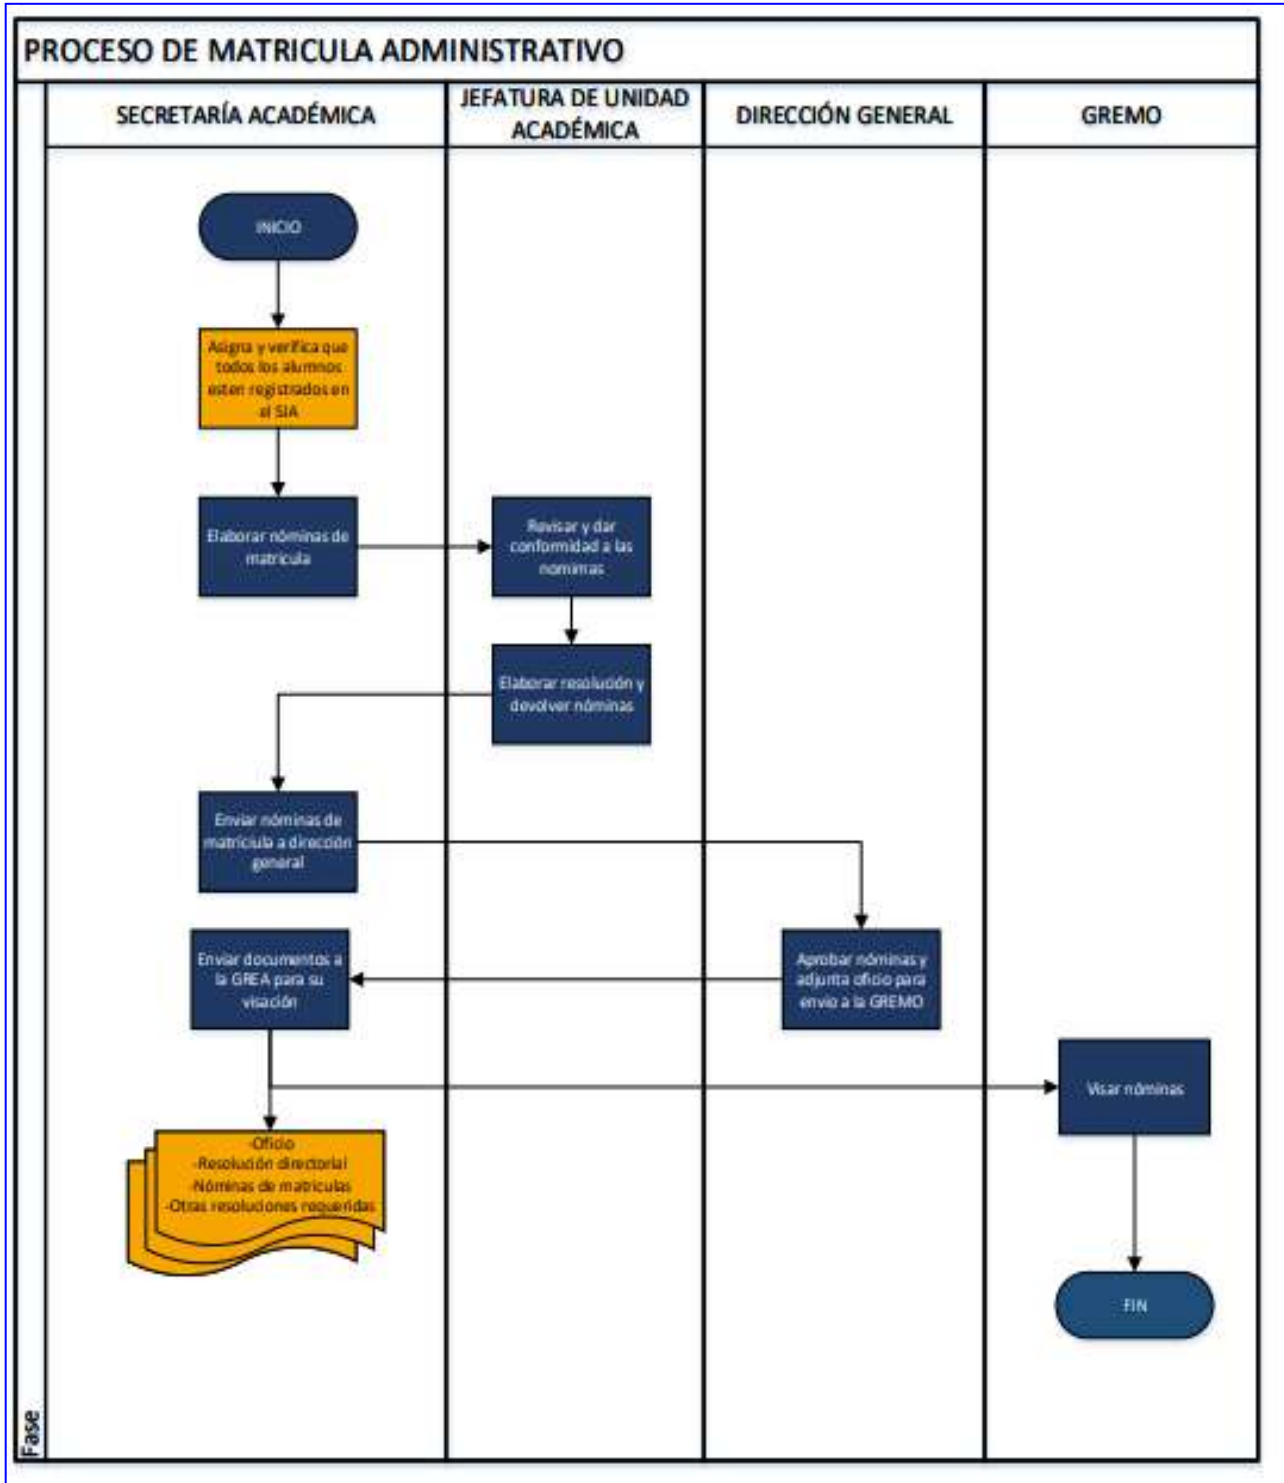 PROCESO DE MATRICULA ADMINISTRATIVO
SECRETARÍA ACADÉMICA
JEFATURA DE UNIDAD
ACADÉMICA
DIRECCIÓN GENERAL
GREMO
INICIO
Asigna y verifica que
todos los alumnos
esten registrados en
el SIA
Elaborar nóminas de
matricula
Revisar y dar
conformidad a las
nomimas
Elaborar resolución y
devolver nóminas
Enviar nóminas de
matriciula a dirección
general
Aprobar nóminas y
adjunta oficio para
envio a la GREMO
Enviar documentos a
la GREA para su
visación
Visar nóminas
-Oficio
-Resolución directorial
-Nóminas de matriculas
-Otras resoluciones requeridas
FIN
Fase